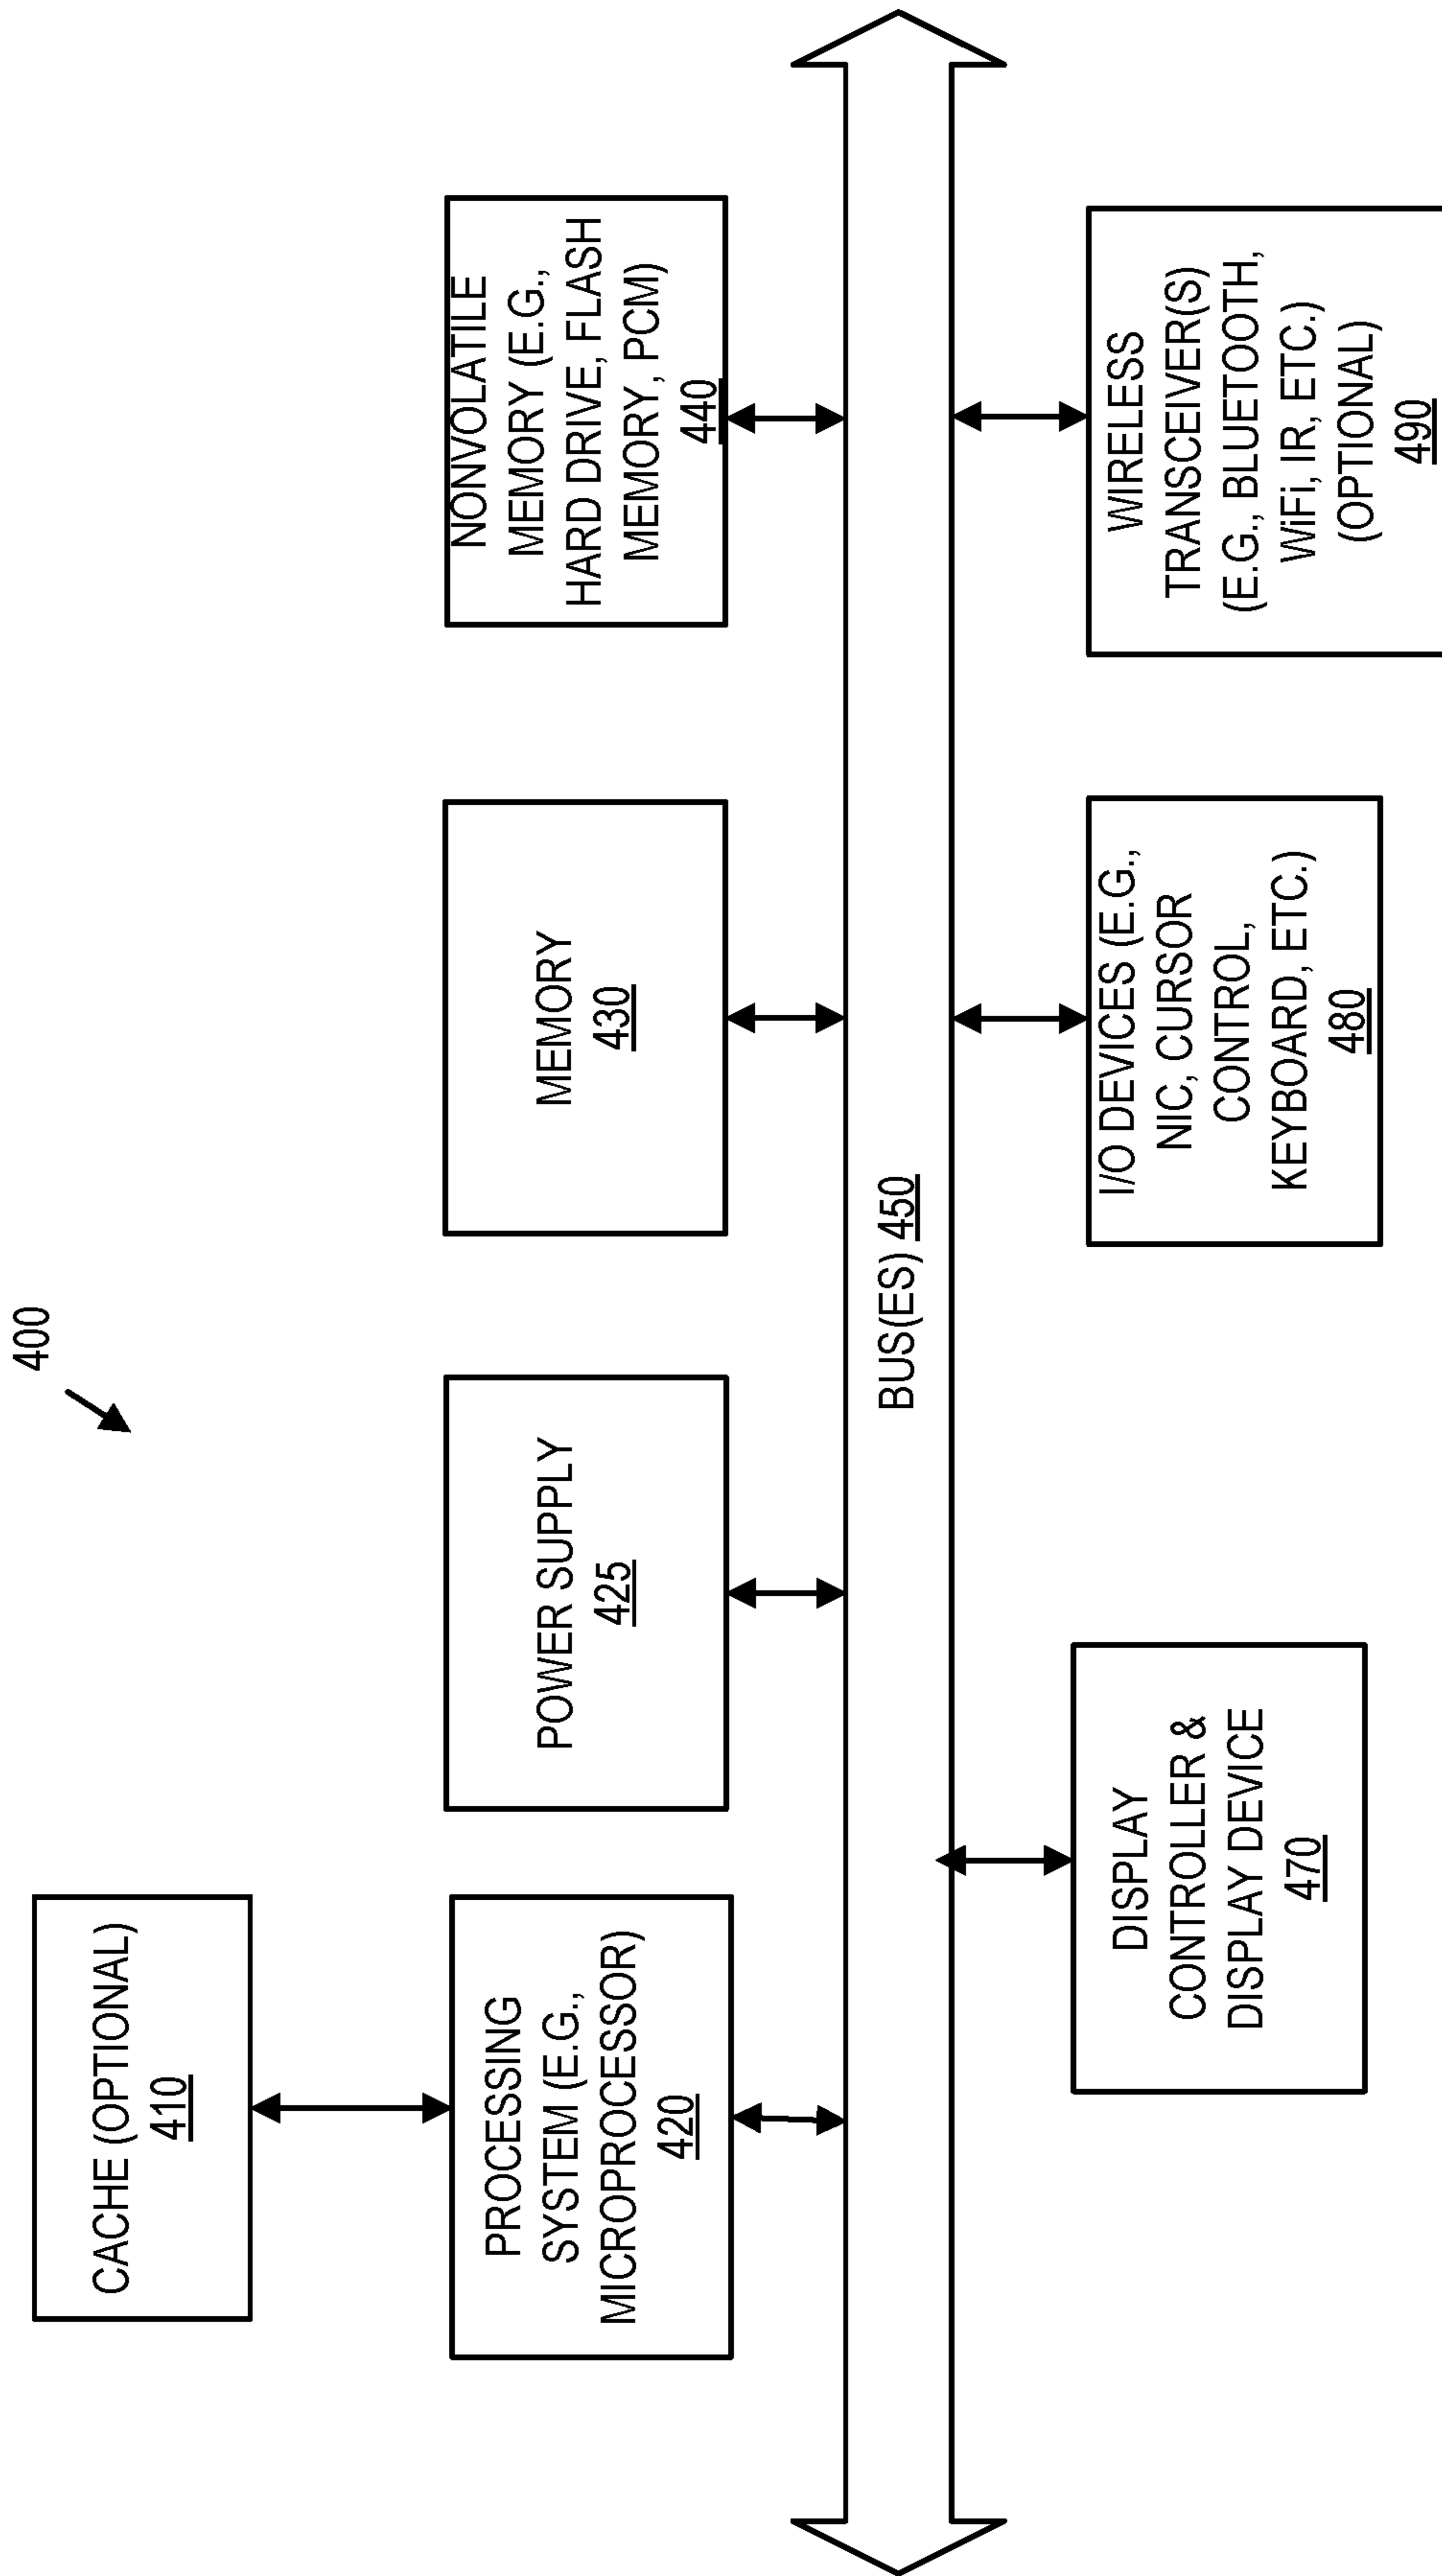 400
CACHE (OPTIONAL)
410
PROCESSING
SYSTEM (E.G.,
MICROPROCESSOR)
420
POWER SUPPLY
425
MEMORY
430
NONVOLATILE
MEMORY (E.G.,
HARD DRIVE, FLASH
MEMORY, PCM)
440
BUS(ES) 450
DISPLAY
CONTROLLER &
DISPLAY DEVICE
470
I/O DEVICES (E.G.,
NIC, CURSOR
CONTROL,
KEYBOARD, ETC.)
480
WIRELESS
TRANSCEIVER(S)
(E.G., BLUETOOTH,
WiFi, IR, ETC.)
(OPTIONAL)
490